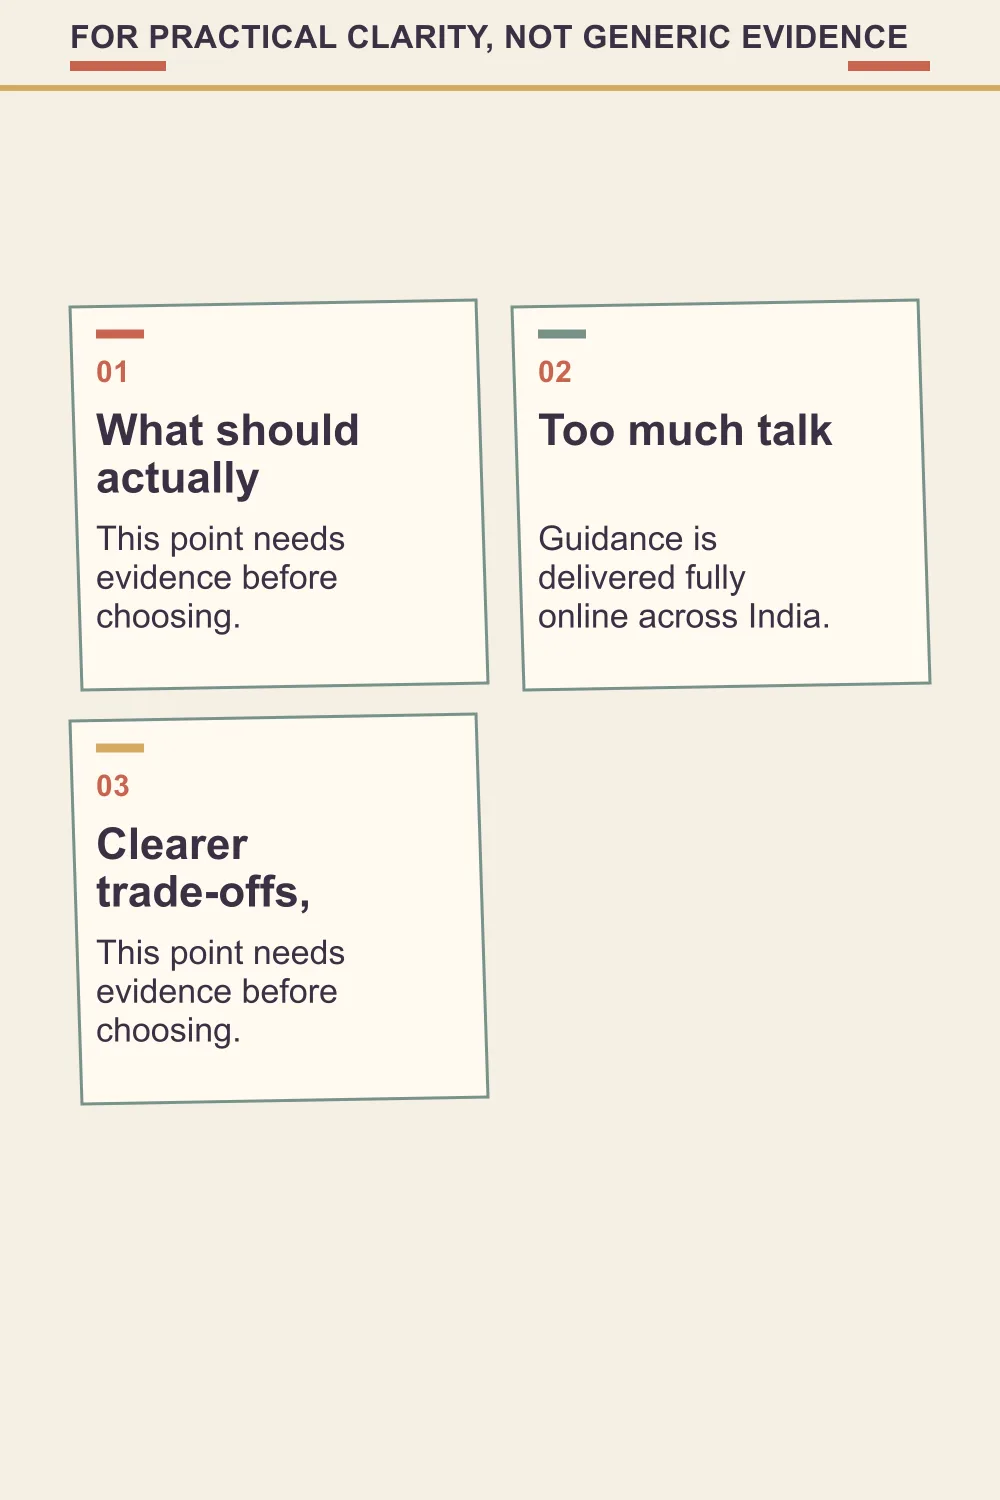 FOR PRACTICAL CLARITY, NOT GENERIC EVIDENCE
01
What should
actually
This point needs
evidence before
choosing.
02
Too much talk
Guidance is
delivered fully
online across India.
03
Clearer
trade-offs,
This point needs
evidence before
choosing.